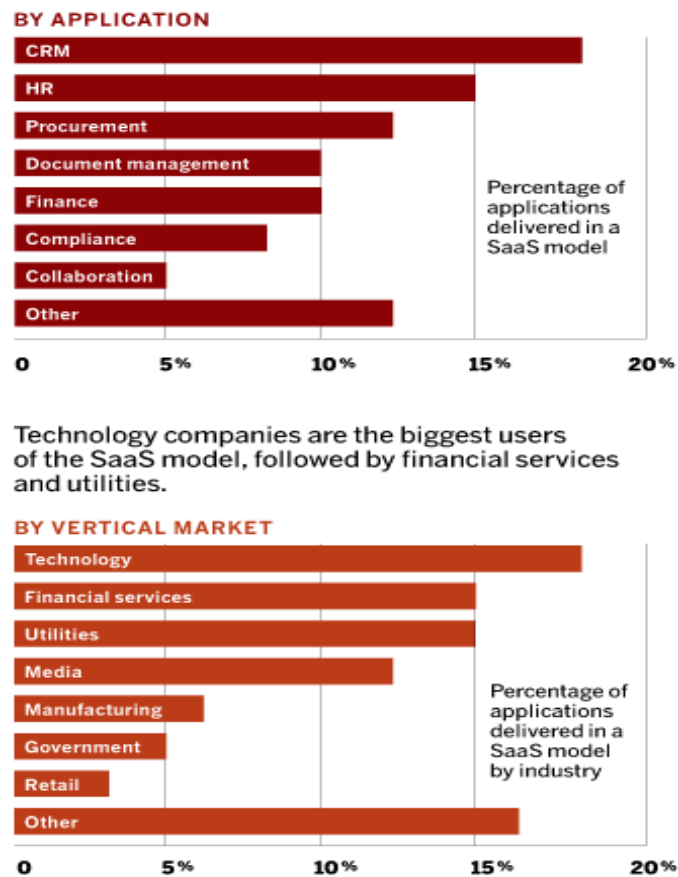 BY APPLICATION
CRM
HR
Procurement
Document management
Finance
Compliance
Collaboration
Other
Percentage of
applications
delivered in a
SaaS model
0 5% 10% 15% 20%
Technology companies are the biggest users
of the SaaS model, followed by financial services
and utilities.
BY VERTICAL MARKET
Technology
Financial services
Utilities
Media
Manufacturing
Government
Retail
Other
Percentage of
applications
delivered in a
SaaS model
by industry
0 5% 10% 15% 20%